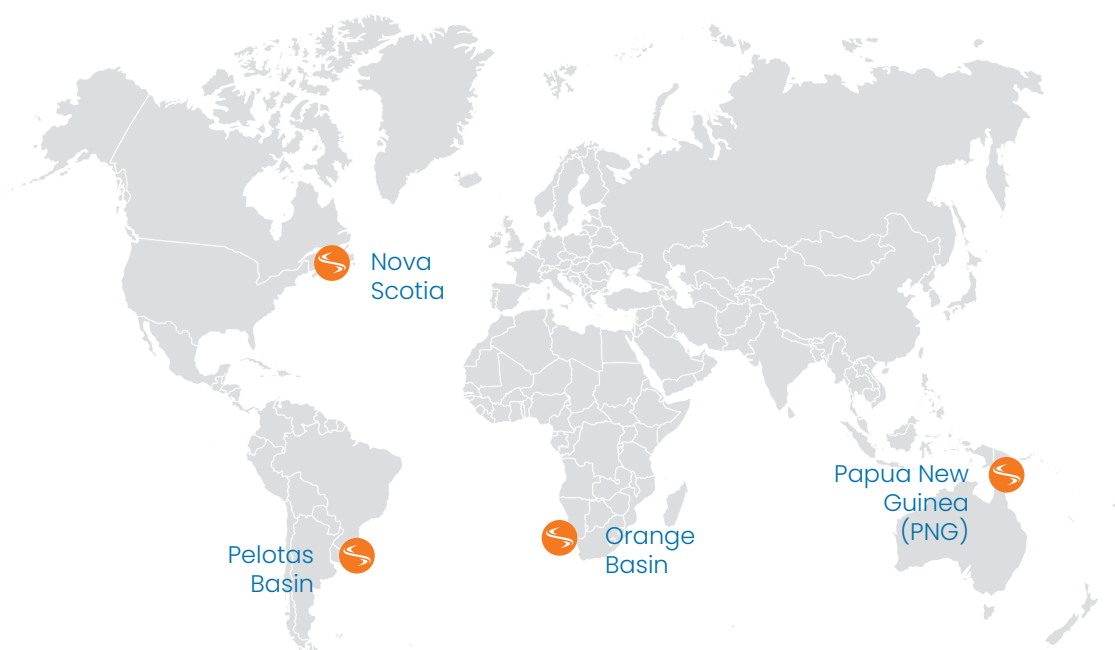 Nova
Scotia
Papua New
Guinea
(PNG)
Orange
Basin
Pelotas
Basin